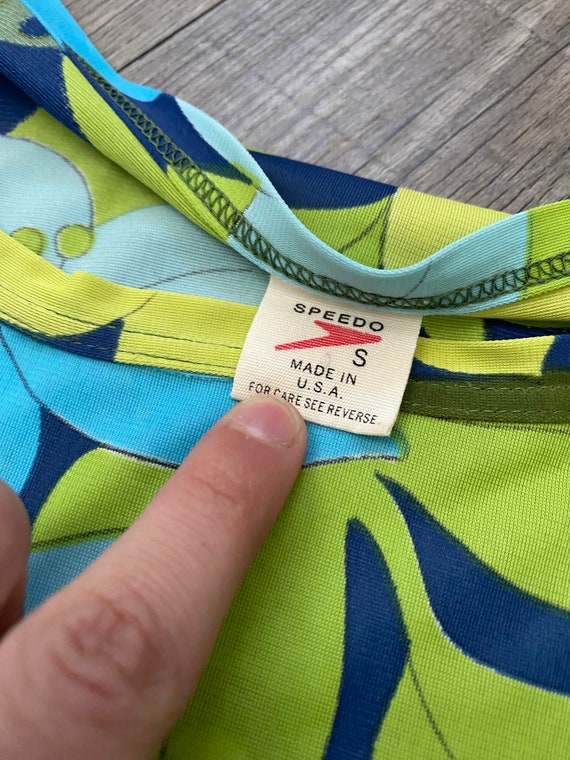 SPEEDO
S
MADE IN
U.S.A.
FOR CARE SEE REVERSE